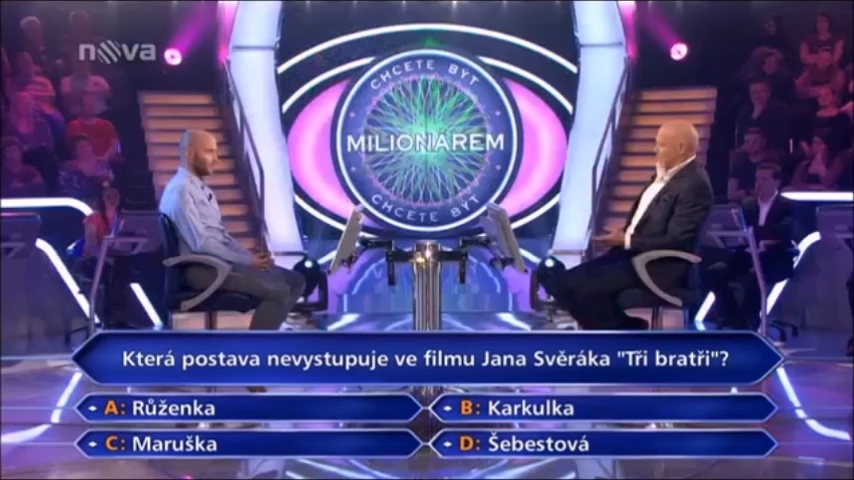 nova
CHCETE BÝT
MILIONÁŘEM
CHCETE BÝT
Která postava nevystupuje ve filmu Jana Svěráka "Tři bratři"?
A: Růženka
B: Karkulka
C: Maruška
D: Šebestová